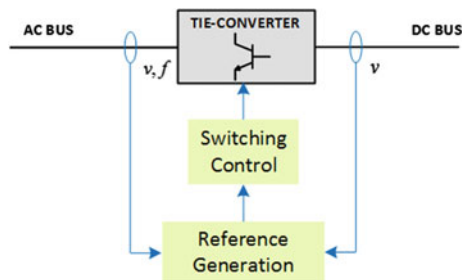 AC BUS
TIE-CONVERTER
DC BUS
v, f
v
Switching
Control
Reference
Generation